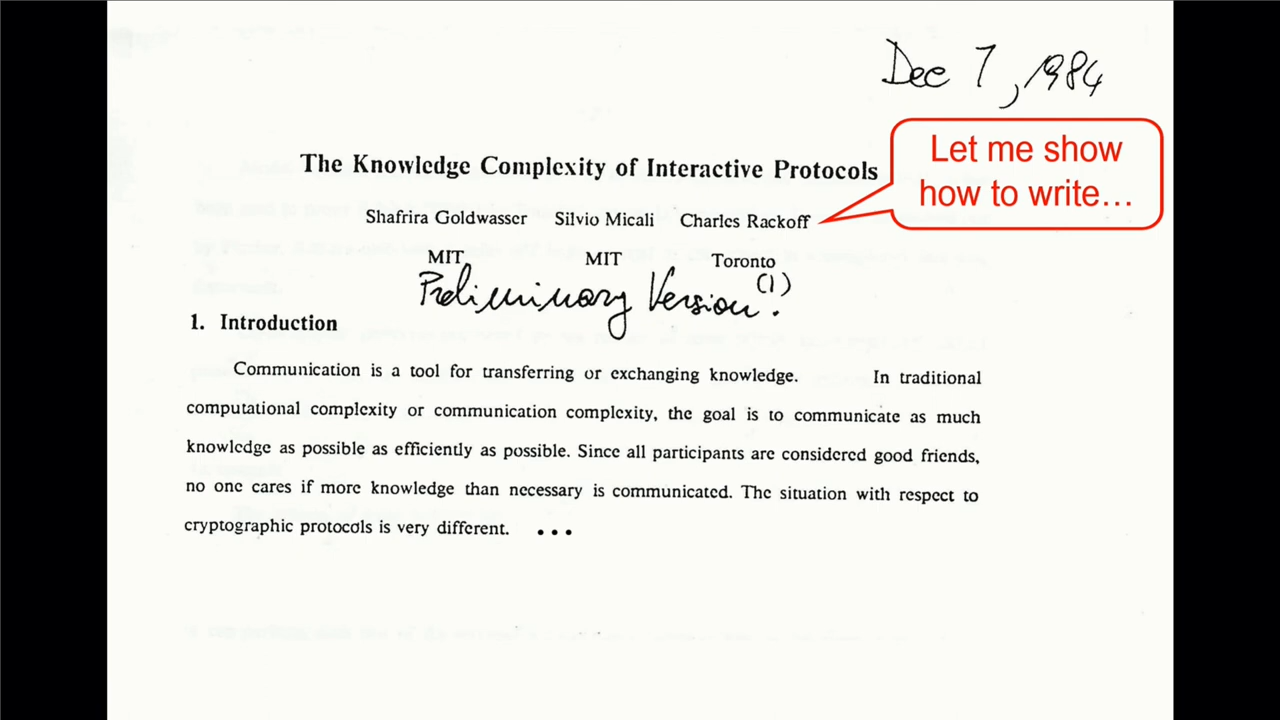 Dec 7, 1984
Let me show
how to write...
The Knowledge Complexity of Interactive Protocols
Shafrira Goldwasser Silvio Micali Charles Rackoff
MIT MIT Toronto
Preliminary Version (1).
1. Introduction
Communication is a tool for transferring or exchanging knowledge. In traditional
computational complexity or communication complexity, the goal is to communicate as much
knowledge as possible as efficiently as possible. Since all participants are considered good friends,
no one cares if more knowledge than necessary is communicated. The situation with respect to
cryptographic protocols is very different. •••